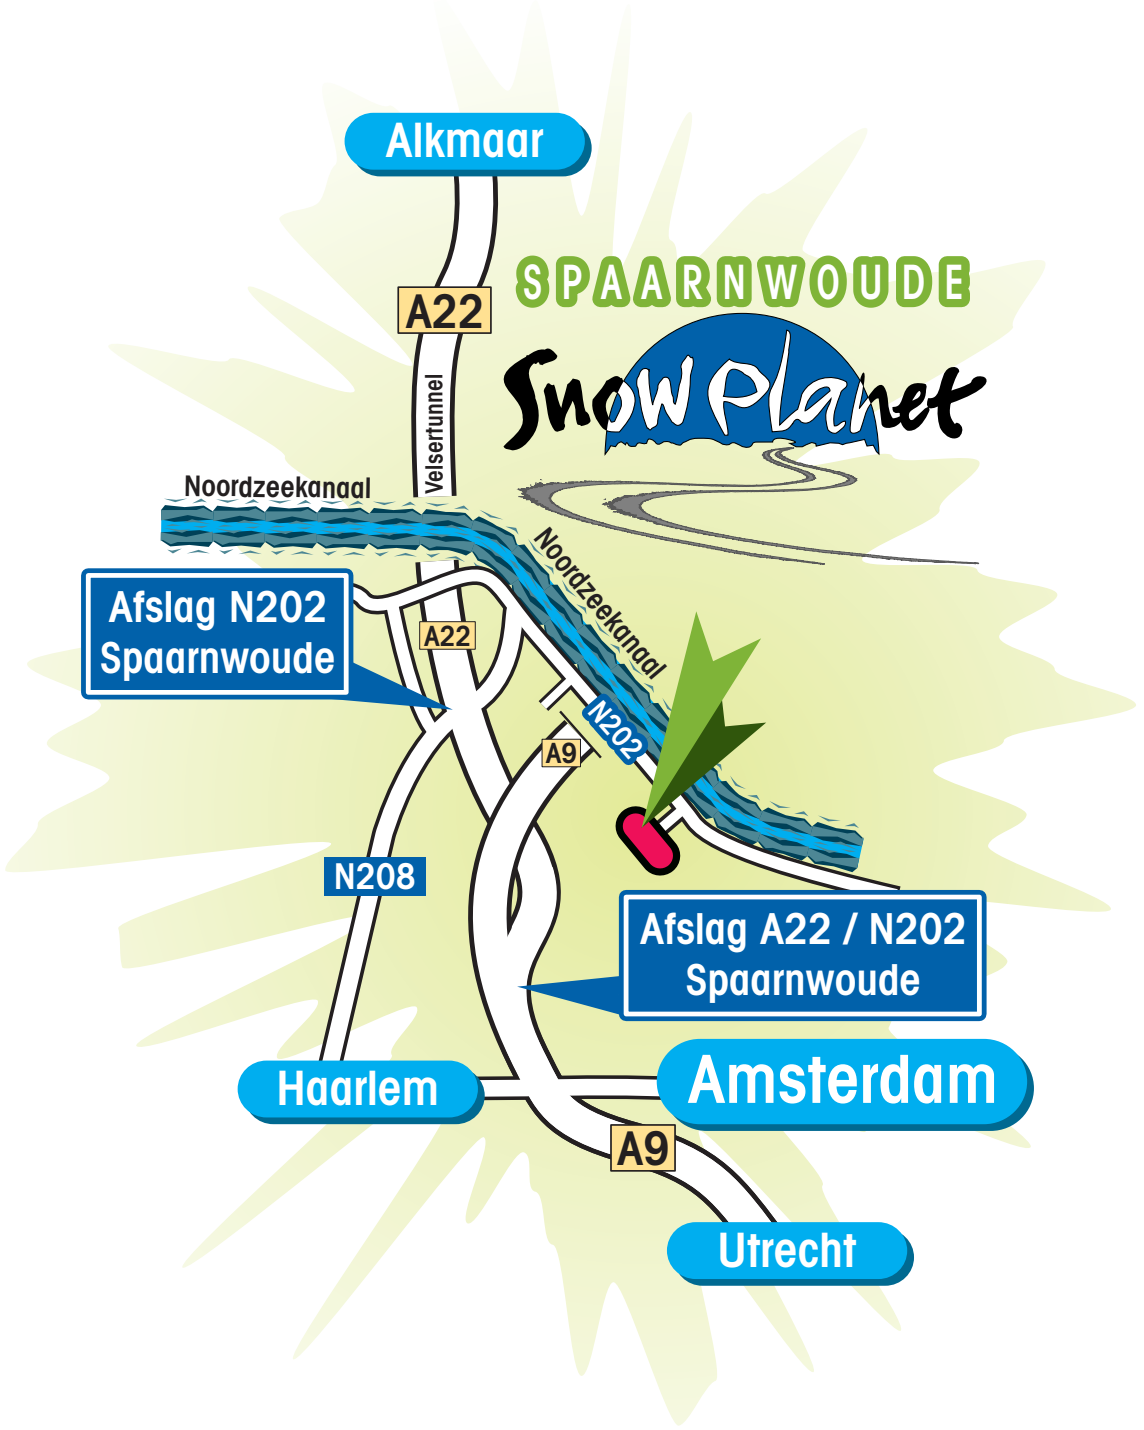 Alkmaar
SPAARNWOUDE
A22
Snowplanet
Velsertunnel
Noordzeekanaal
Noordzeekanaal
Afslag N202
Spaarnwoude
A22
N202
A9
N208
Afslag A22 / N202
Spaarnwoude
Haarlem
Amsterdam
A9
Utrecht